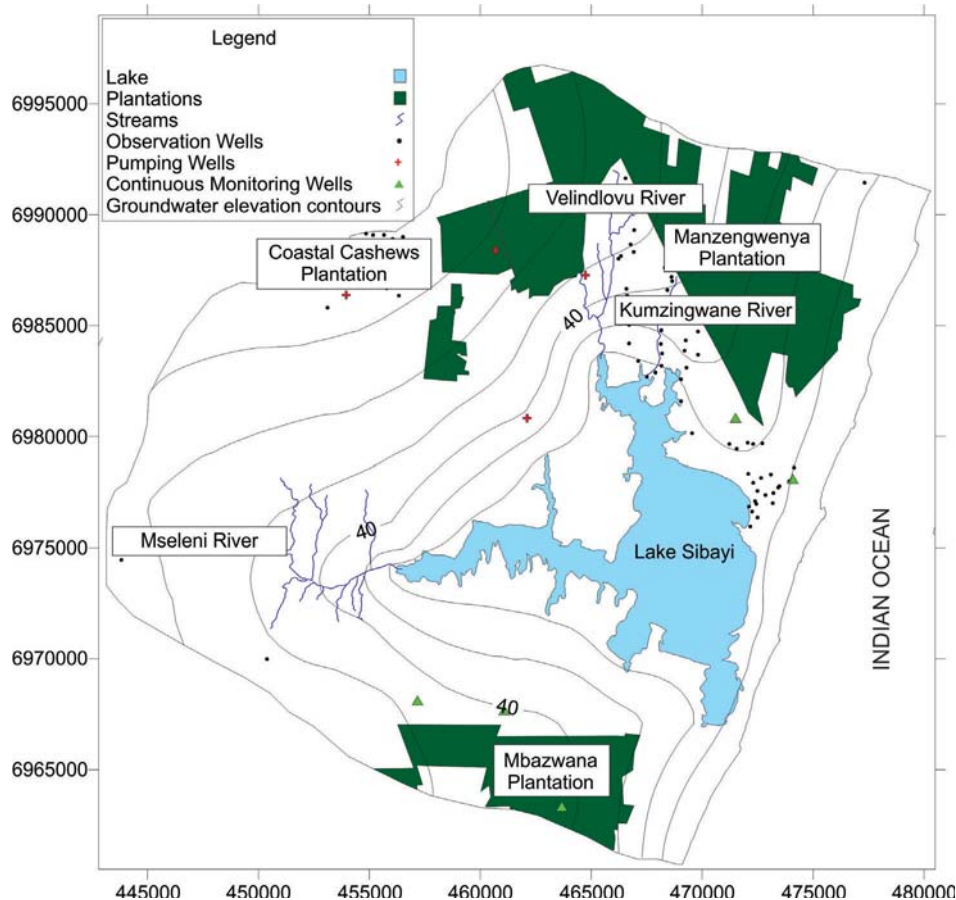 Legend
Lake
Plantations
Streams
Observation Wells
Pumping Wells
Continuous Monitoring Wells
Groundwater elevation contours
6995000
6990000
6985000
6980000
6975000
6970000
6965000
Velindlovu River
Coastal Cashews
Plantation
Manzengwenya
Plantation
Kumzingwane River
40
Mseleni River
40
Lake Sibayi
INDIAN OCEAN
40
Mbazwana
Plantation
445000 450000 455000 460000 465000 470000 475000 480000